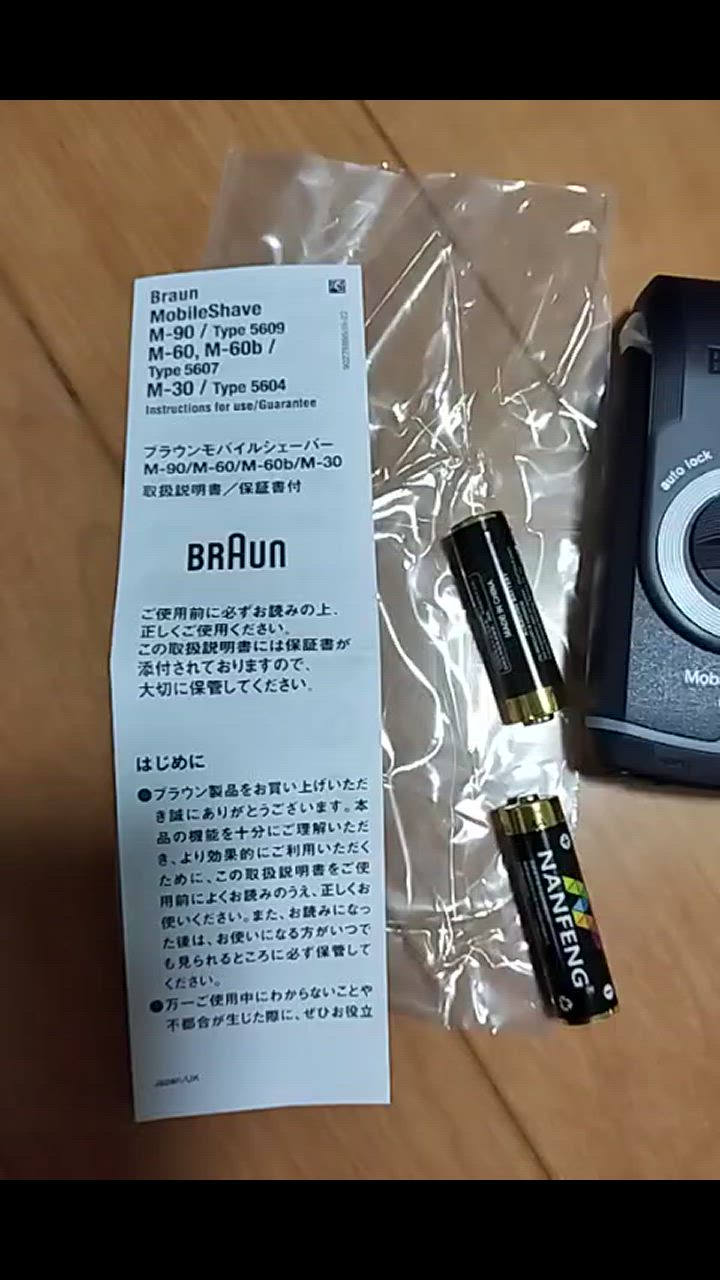 Braun
MobileShave
M-90 / Type 5609
M-60, M-60b /
Type 5607
M-30 / Type 5604
Instructions for use/Guarantee
ブラウンモバイルシェーバー
M-90/M-60/M-60b/M-30
取扱説明書／保証書付
BRAUN
ご使用前に必ずお読みの上、
正しくご使用ください。
この取扱説明書には保証書が
添付されておりますので、
大切に保管してください。
はじめに
●ブラウン製品をお買い上げいただ
き誠にありがとうございます。本
品の機能を十分にご理解いただ
き、より効果的にご利用いただく
ために、この取扱説明書をご使
用前によくお読みのうえ、正しくお
使いください。また、お読みになっ
た後は、お使いになる方がいつで
も見られるところに必ず保管して
ください。
●万一ご使用中にわからないことや
不都合が生じた際に、ぜひお役立
Japan/UK
MADE IN CHINA
NANFENG®
auto lock
Mob